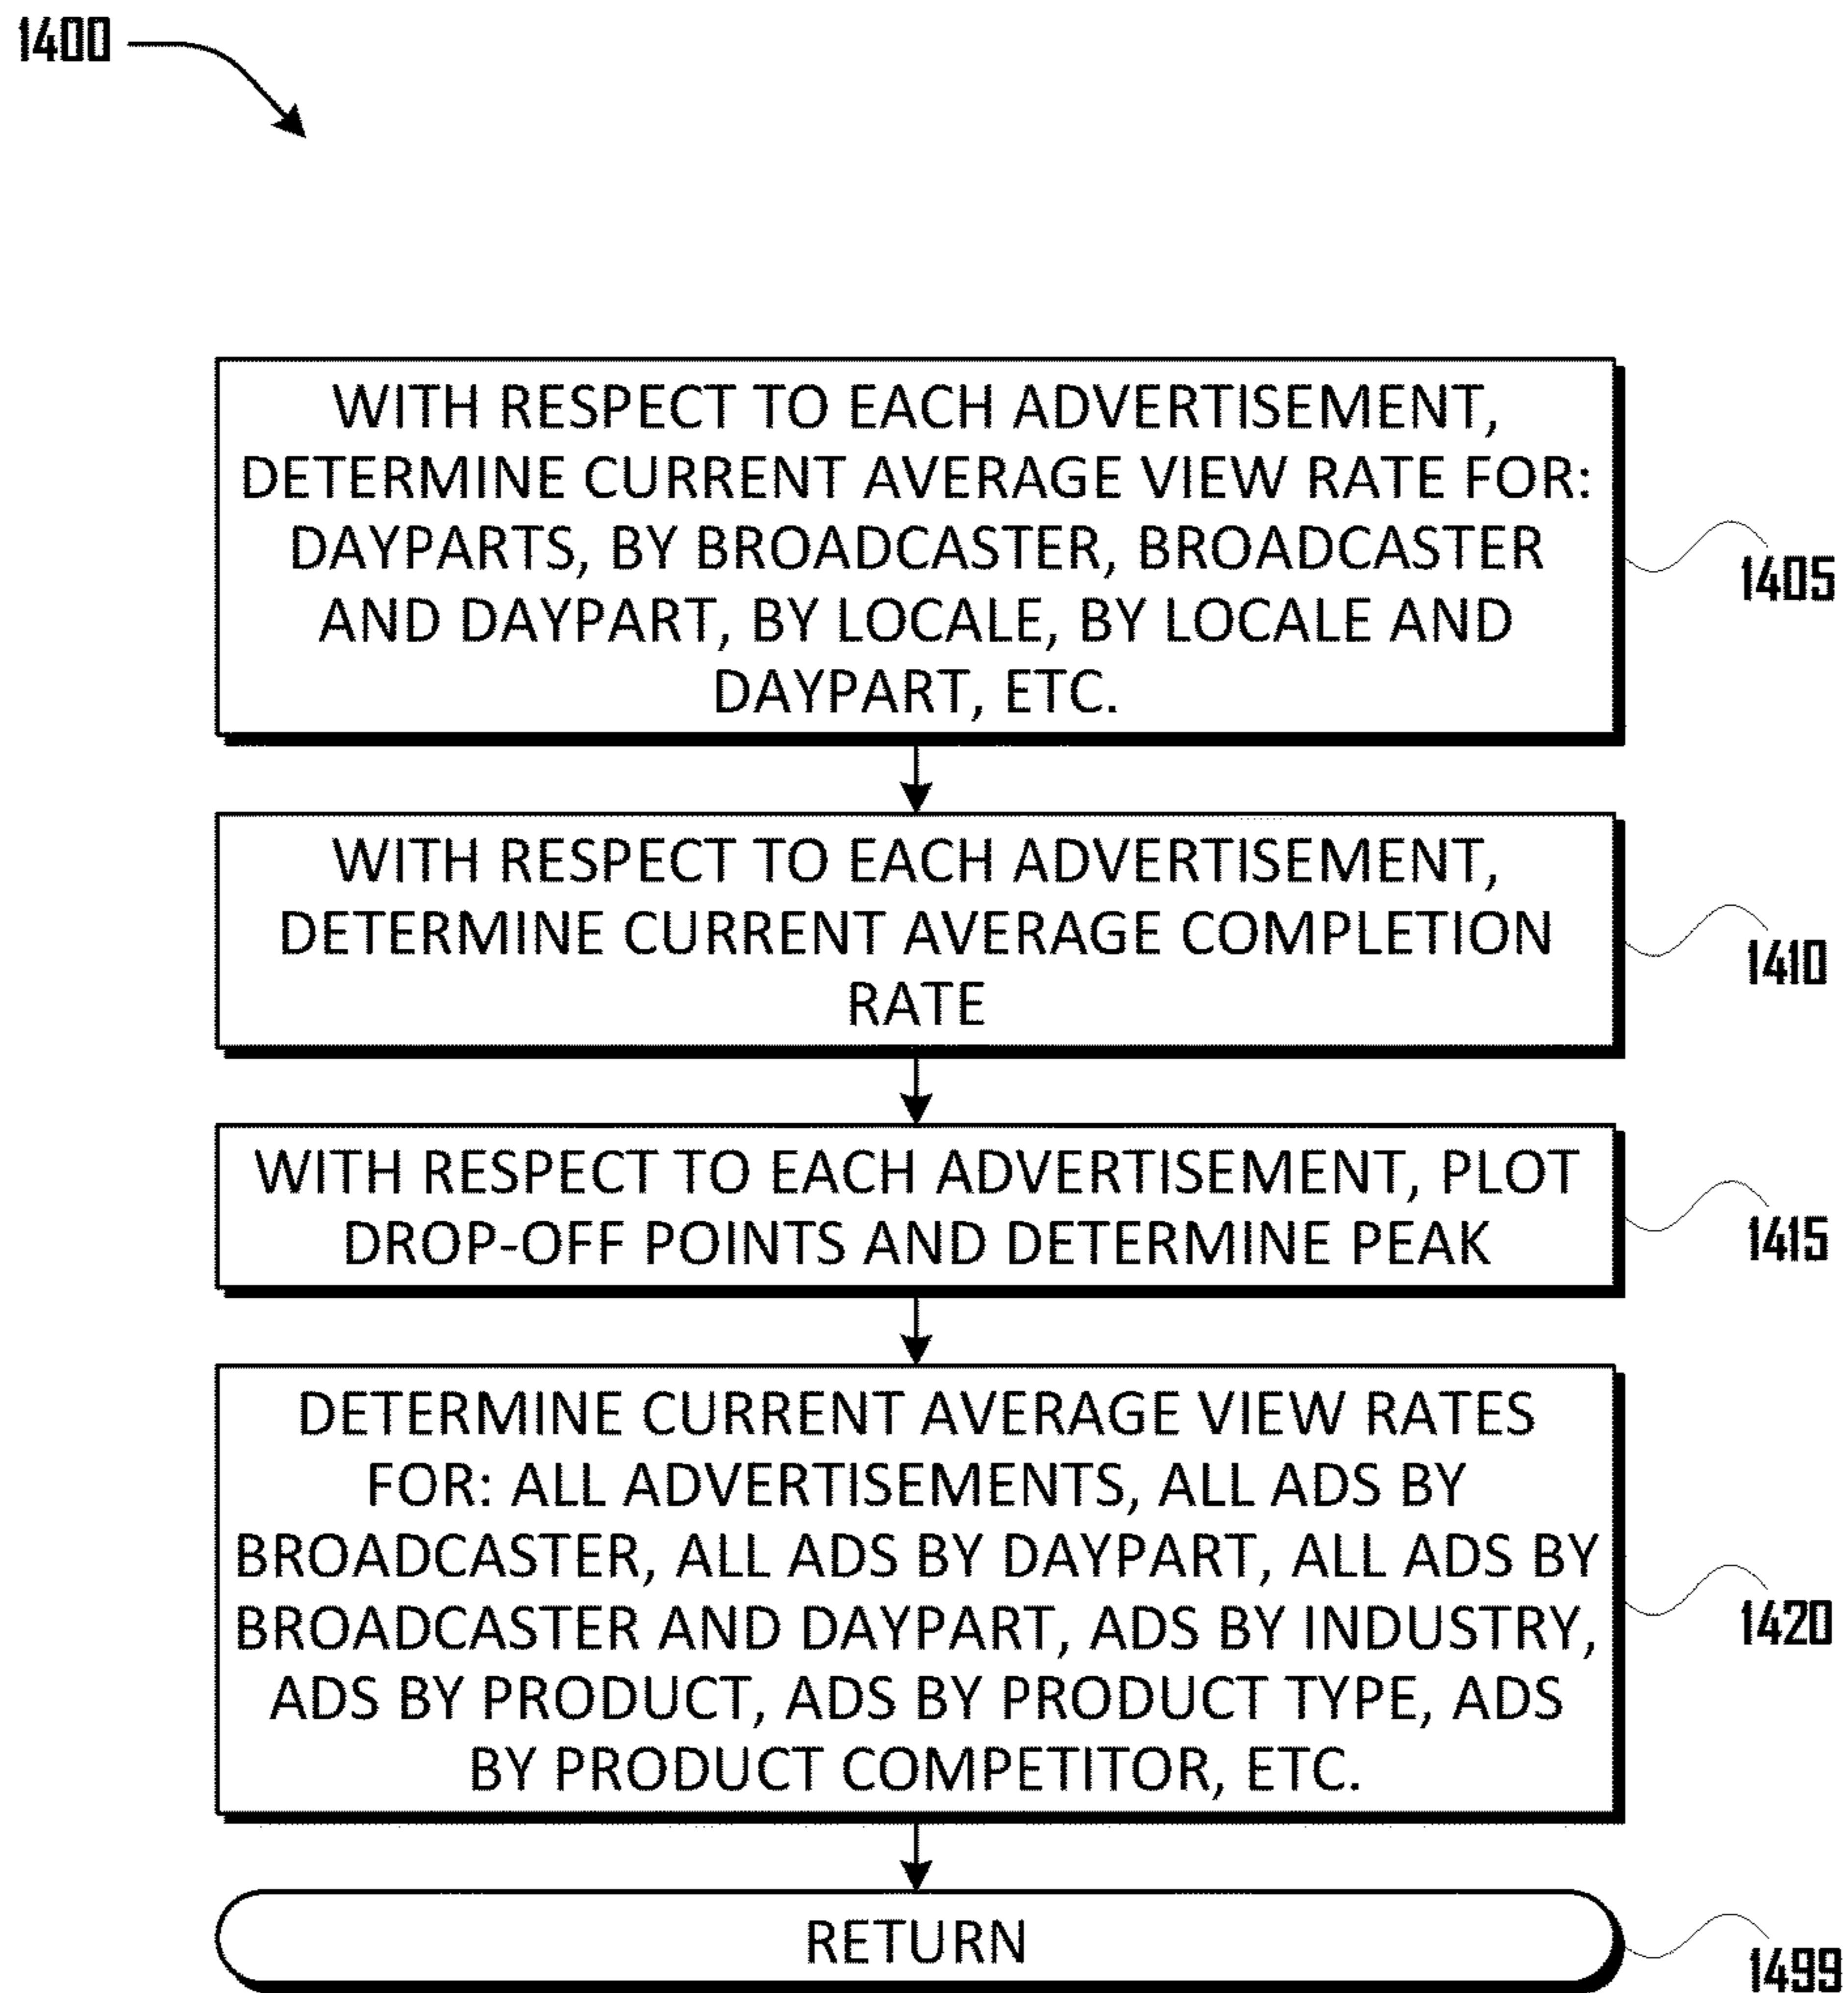 1400
WITH RESPECT TO EACH ADVERTISEMENT,
DETERMINE CURRENT AVERAGE VIEW RATE FOR:
DAYPARTS, BY BROADCASTER, BROADCASTER
AND DAYPART, BY LOCALE, BY LOCALE AND
DAYPART, ETC.
1405
WITH RESPECT TO EACH ADVERTISEMENT,
DETERMINE CURRENT AVERAGE COMPLETION
RATE
1410
WITH RESPECT TO EACH ADVERTISEMENT, PLOT
DROP-OFF POINTS AND DETERMINE PEAK
1415
DETERMINE CURRENT AVERAGE VIEW RATES
FOR: ALL ADVERTISEMENTS, ALL ADS BY
BROADCASTER, ALL ADS BY DAYPART, ALL ADS BY
BROADCASTER AND DAYPART, ADS BY INDUSTRY,
ADS BY PRODUCT, ADS BY PRODUCT TYPE, ADS
BY PRODUCT COMPETITOR, ETC.
1420
RETURN
1499